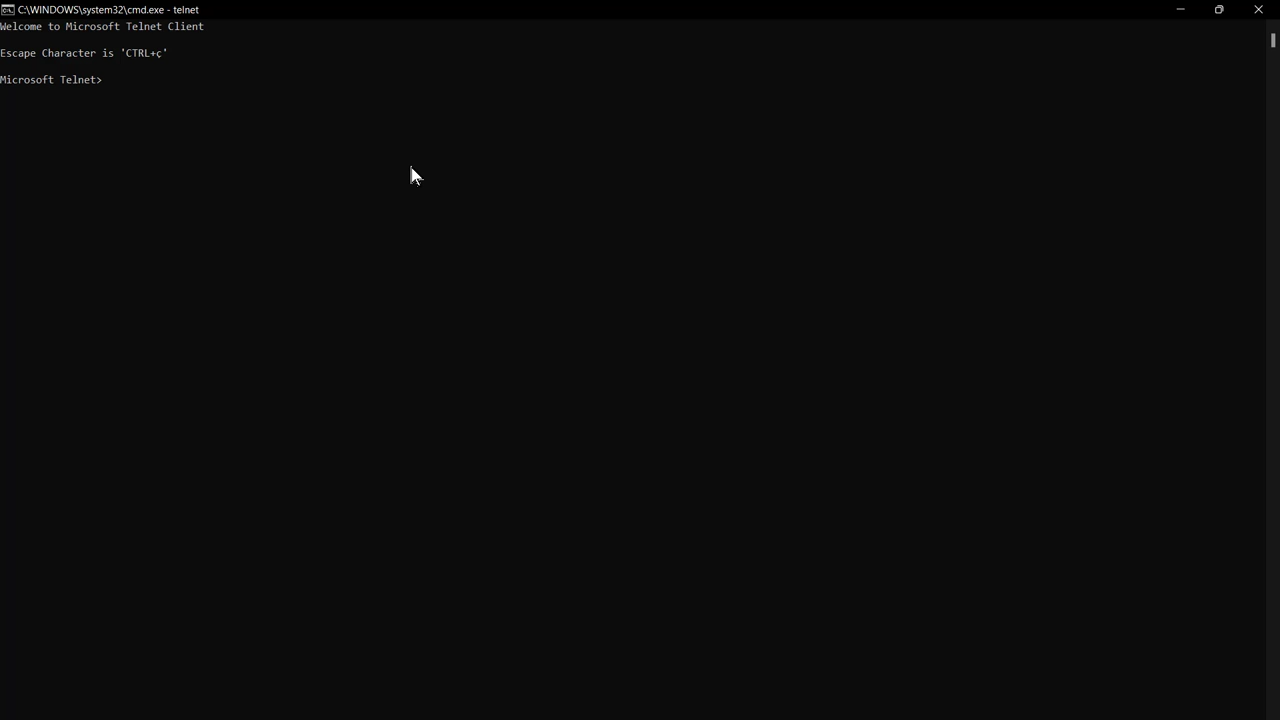 C:\WINDOWS\system32\cmd.exe - telnet
Welcome to Microsoft Telnet Client
Escape Character is 'CTRL+ç'
Microsoft Telnet>